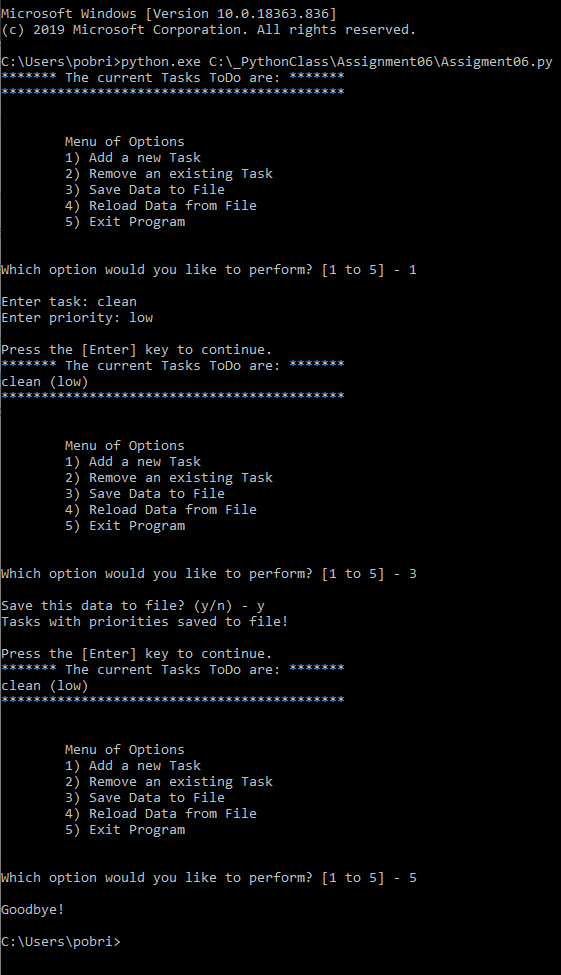 Microsoft Windows [Version 10.0.18363.836]
(c) 2019 Microsoft Corporation. All rights reserved.
C:\Users\pobri>python.exe C:\_PythonClass\Assignment06\Assigment06.py
******* The current Tasks ToDo are: *******
*******************************************
Menu of Options
1) Add a new Task
2) Remove an existing Task
3) Save Data to File
4) Reload Data from File
5) Exit Program
Which option would you like to perform? [1 to 5] - 1
Enter task: clean
Enter priority: low
Press the [Enter] key to continue.
******* The current Tasks ToDo are: *******
clean (low)
*******************************************
Menu of Options
1) Add a new Task
2) Remove an existing Task
3) Save Data to File
4) Reload Data from File
5) Exit Program
Which option would you like to perform? [1 to 5] - 3
Save this data to file? (y/n) - y
Tasks with priorities saved to file!
Press the [Enter] key to continue.
******* The current Tasks ToDo are: *******
clean (low)
*******************************************
Menu of Options
1) Add a new Task
2) Remove an existing Task
3) Save Data to File
4) Reload Data from File
5) Exit Program
Which option would you like to perform? [1 to 5] - 5
Goodbye!
C:\Users\pobri>